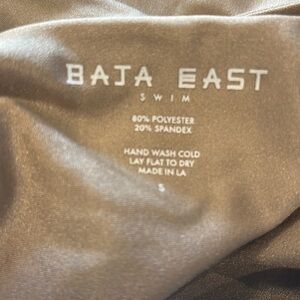 BAJA EAST
SWIM
80% POLYESTER
20% SPANDEX
HAND WASH COLD
LAY FLAT TO DRY
MADE IN LA
S